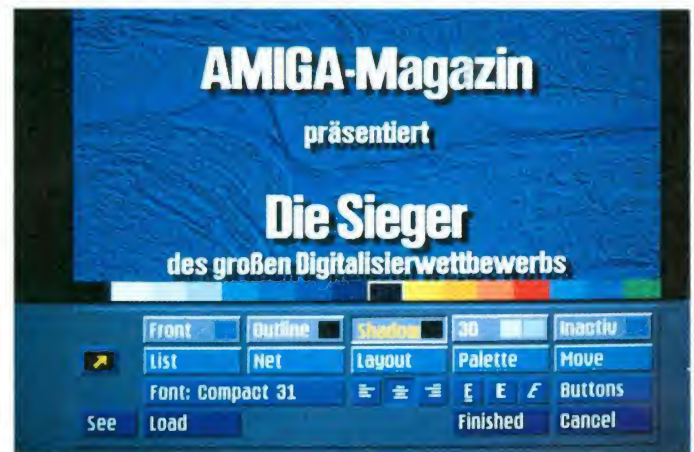 AMIGA-Magazin
präsentiert
Die Sieger
des großen Digitalisierwettbewerbs
Front Outline Shadow 3D Inactiv
List Net Layout Palette Move
Font: Compact 31 E E E Buttons
See Load Finished Cancel